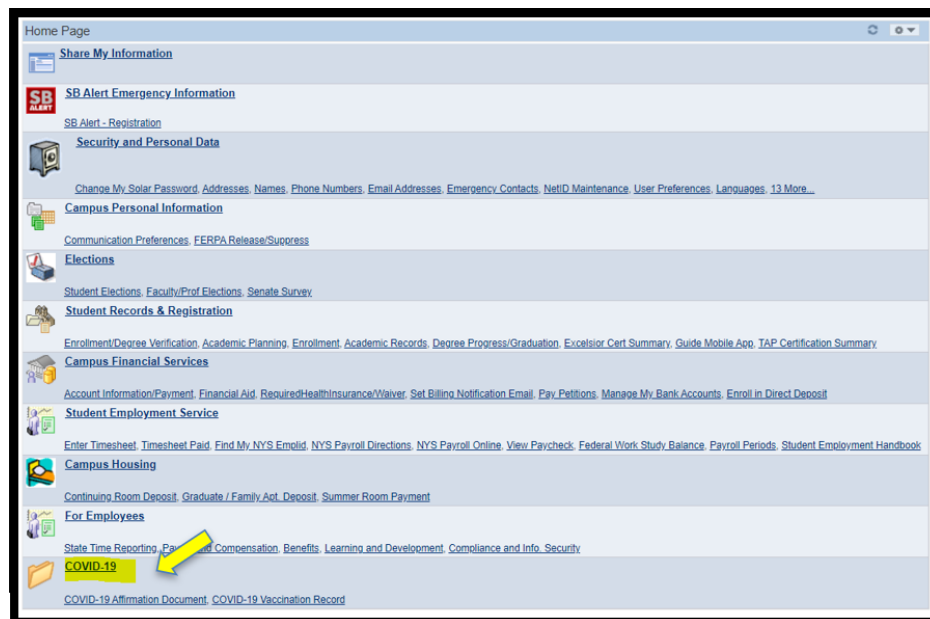 Home Page
Share My Information
SB Alert Emergency Information
SB ALERT
SB Alert - Registration
Security and Personal Data
Change My Solar Password, Addresses, Names, Phone Numbers, Email Addresses, Emergency Contacts, NetID Maintenance, User Preferences, Languages, 13 More...
Campus Personal Information
Communication Preferences, FERPA Release/Suppress
Elections
Student Elections, Faculty/Prof Elections, Senate Survey
Student Records & Registration
Enrollment/Degree Verification, Academic Planning, Enrollment, Academic Records, Degree Progress/Graduation, Excelsior Cert Summary, Guide Mobile App, TAP Certification Summary
Campus Financial Services
Account Information/Payment, Financial Aid, RequiredHealthInsurance/Waiver, Set Billing Notification Email, Pay Petitions, Manage My Bank Accounts, Enroll in Direct Deposit
Student Employment Service
Enter Timesheet, Timesheet Paid, Find My NYS Emplid, NYS Payroll Directions, NYS Payroll Online, View Paycheck, Federal Work Study Balance, Payroll Periods, Student Employment Handbook
Campus Housing
Continuing Room Deposit, Graduate / Family Apt. Deposit, Summer Room Payment
For Employees
State Time Reporting, Compensation, Benefits, Learning and Development, Compliance and Info. Security
COVID-19
COVID-19 Affirmation Document, COVID-19 Vaccination Record